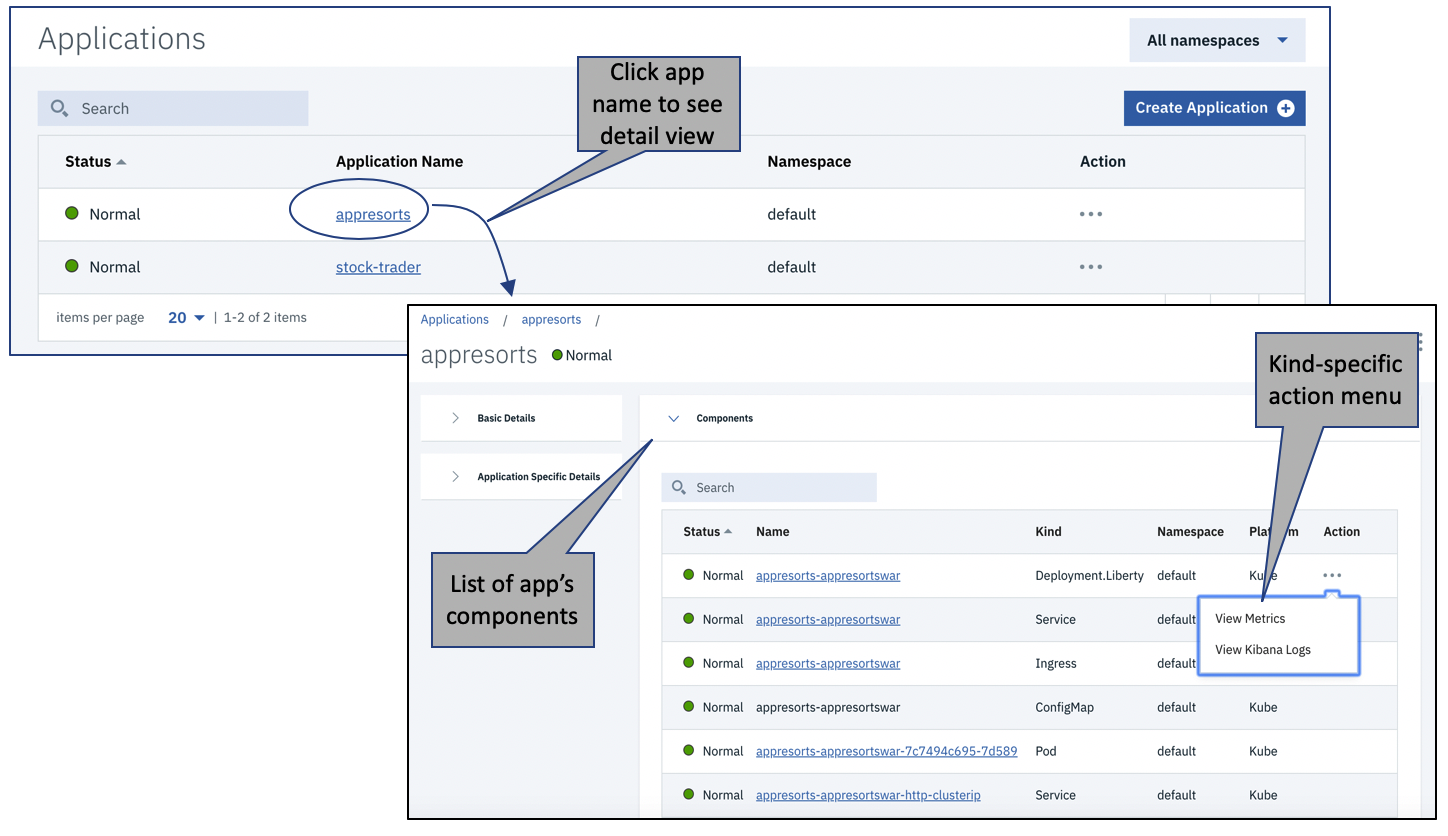 Applications
All namespaces
Click app
name to see
detail view
Search
Create Application
Status Application Name Namespace Action
Normal appresorts default
Normal stock-trader default
items per page 20 | 1-2 of 2 items
Applications / appresorts /
appresorts Normal
Kind-specific
action menu
Basic Details
Components
Application Specific Details
Search
List of app’s
components
Status Name Kind Namespace Action
Normal appresorts-appresortswar Deployment.Liberty default Kube
Normal appresorts-appresortswar Service default
View Metrics
View Kibana Logs
Normal appresorts-appresortswar Ingress default
Normal appresorts-appresortswar ConfigMap default Kube
Normal appresorts-appresortswar-7c7494c695-7d589 Pod default Kube
Normal appresorts-appresortswar-http-clusterip Service default Kube